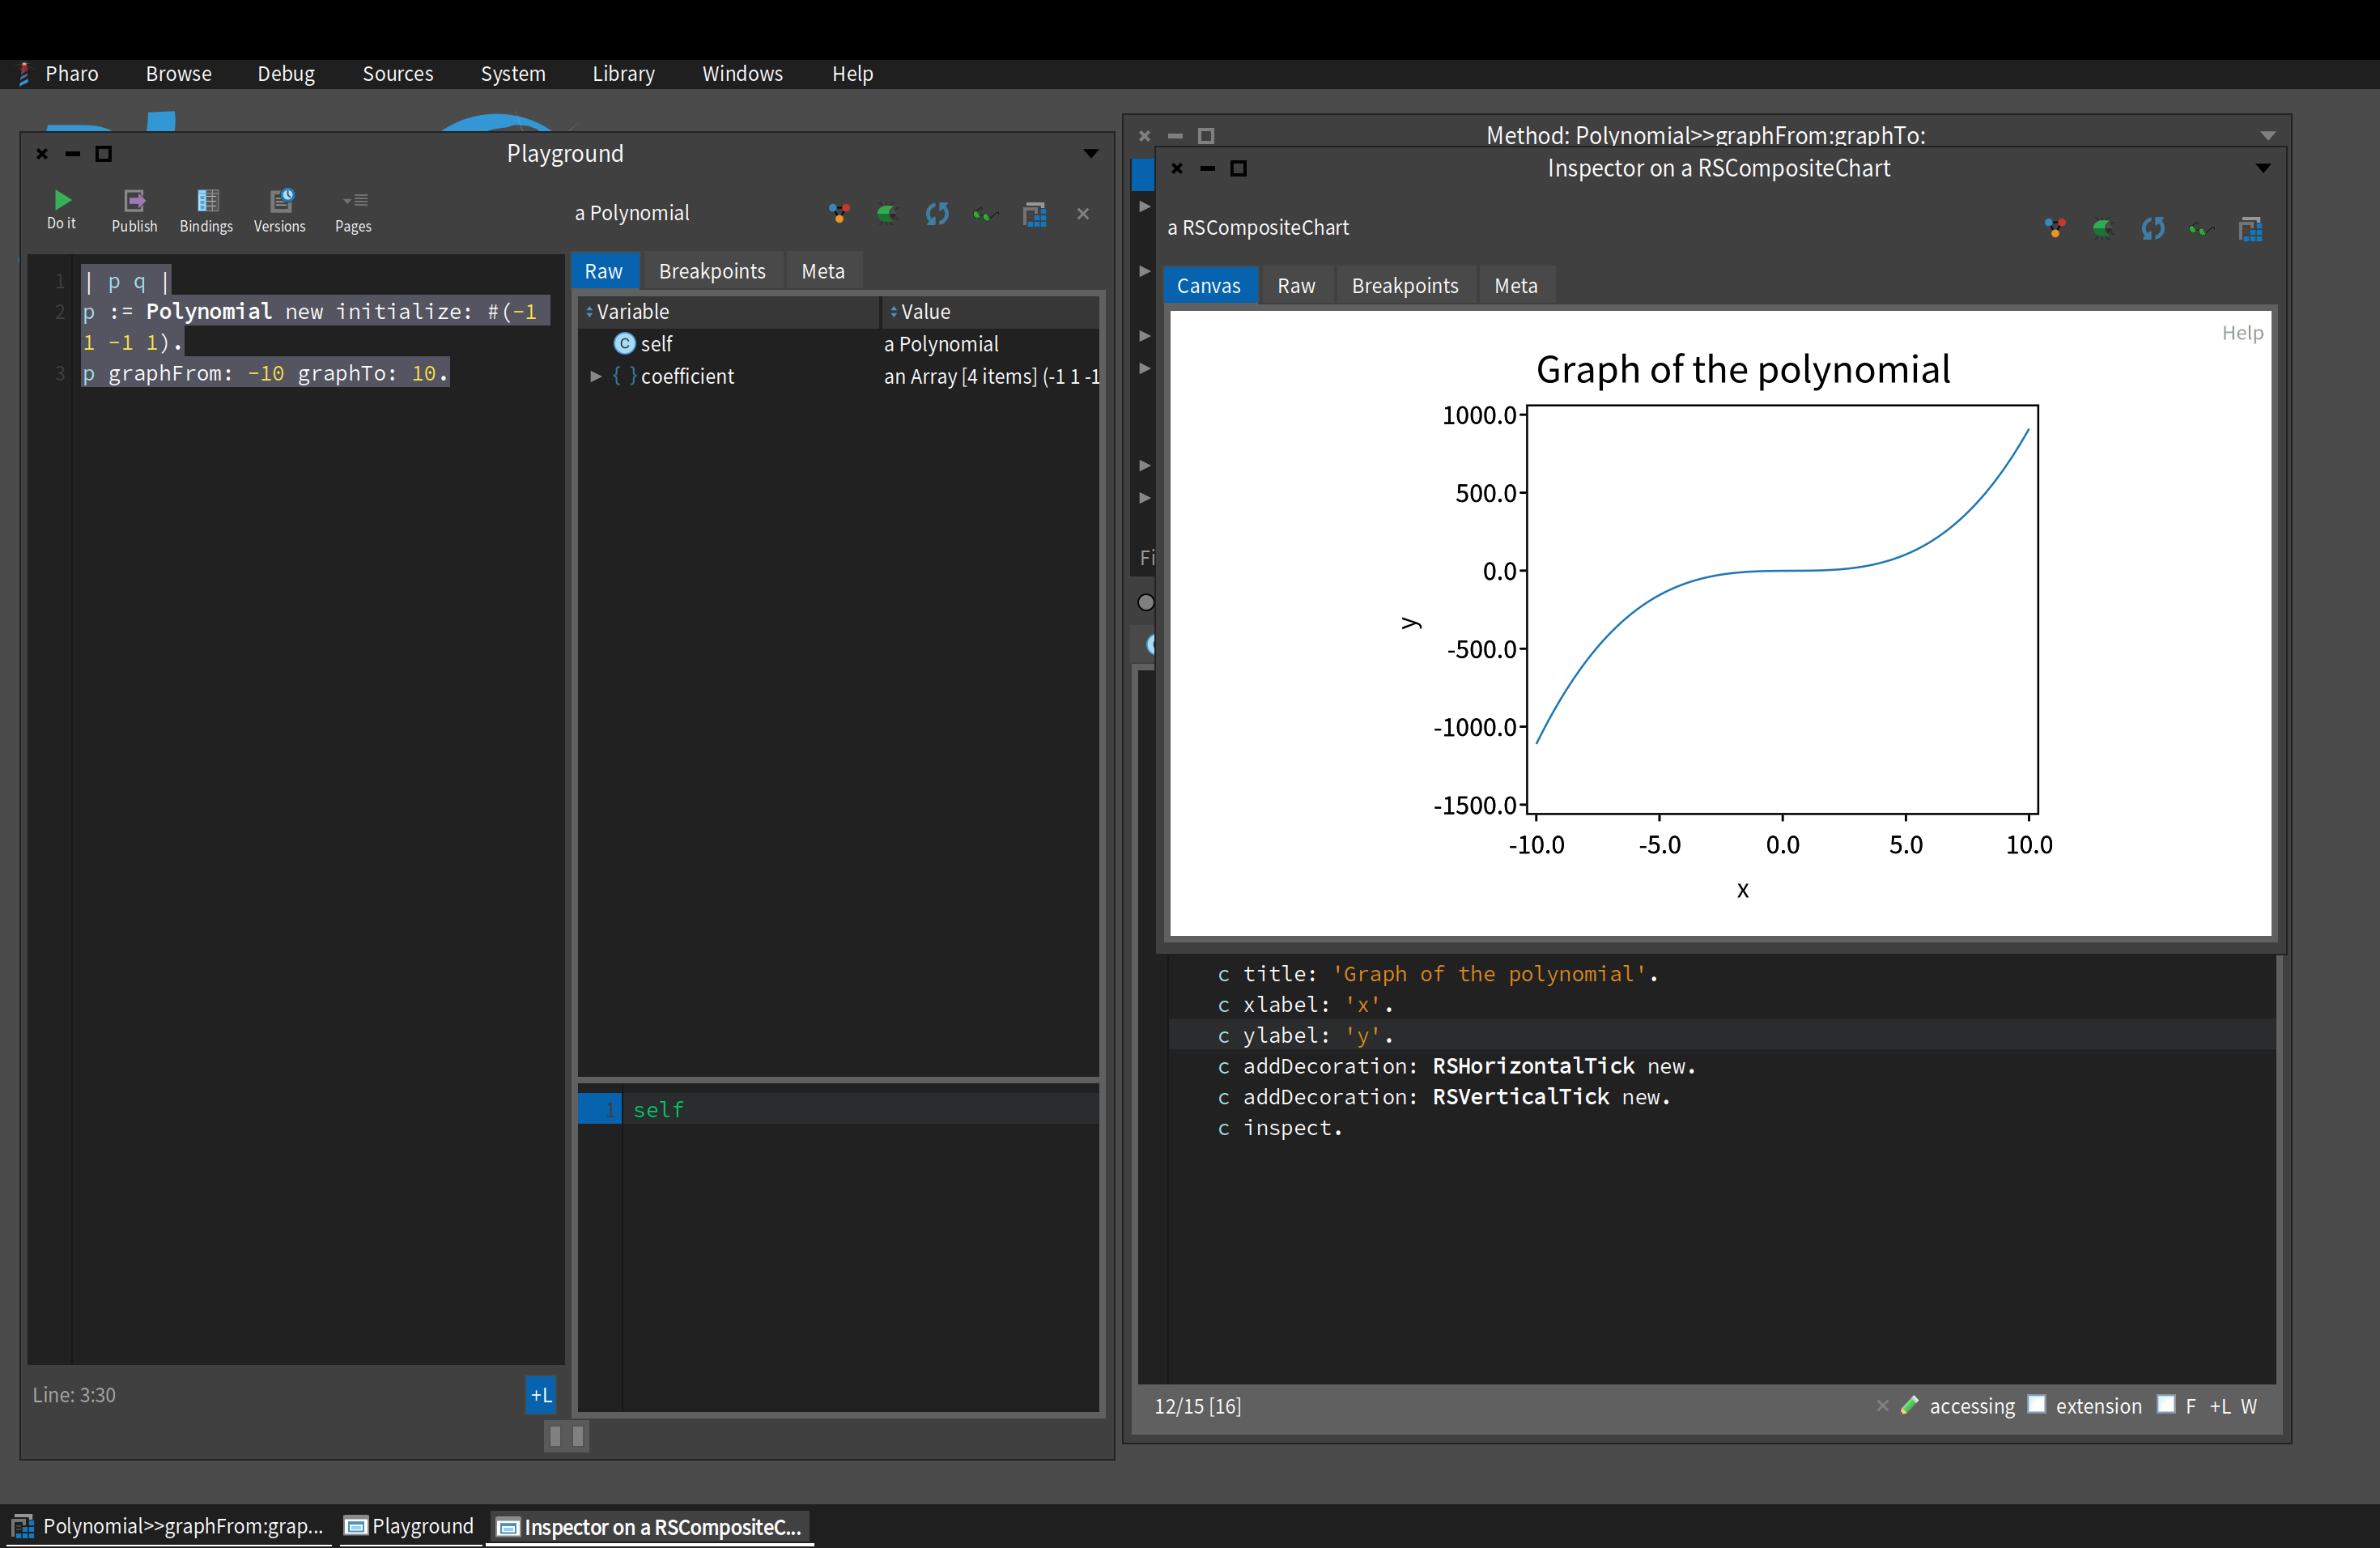 Pharo Browse Debug Sources System Library Windows Help
Playground
Do it Publish Bindings Versions Pages
a Polynomial
1 | p q |
2 p := Polynomial new initialize: #(-1
1 -1 1).
3 p graphFrom: -10 graphTo: 10.
Raw Breakpoints Meta
Variable Value
C self a Polynomial
{ } coefficient an Array [4 items] (-1 1 -1
1 self
Line: 3:30 +L
Method: Polynomial>>graphFrom:graphTo:
Inspector on a RSCompositeChart
a RSCompositeChart
Canvas Raw Breakpoints Meta
Help
Graph of the polynomial
1000.0
500.0
0.0
-500.0
-1000.0
-1500.0
y
-10.0 -5.0 0.0 5.0 10.0
x
Fi
c title: 'Graph of the polynomial'.
c xlabel: 'x'.
c ylabel: 'y'.
c addDecoration: RSHorizontalTick new.
c addDecoration: RSVerticalTick new.
c inspect.
12/15 [16] accessing extension F +L W
Polynomial>>graphFrom:grap... Playground Inspector on a RSCompositeC...